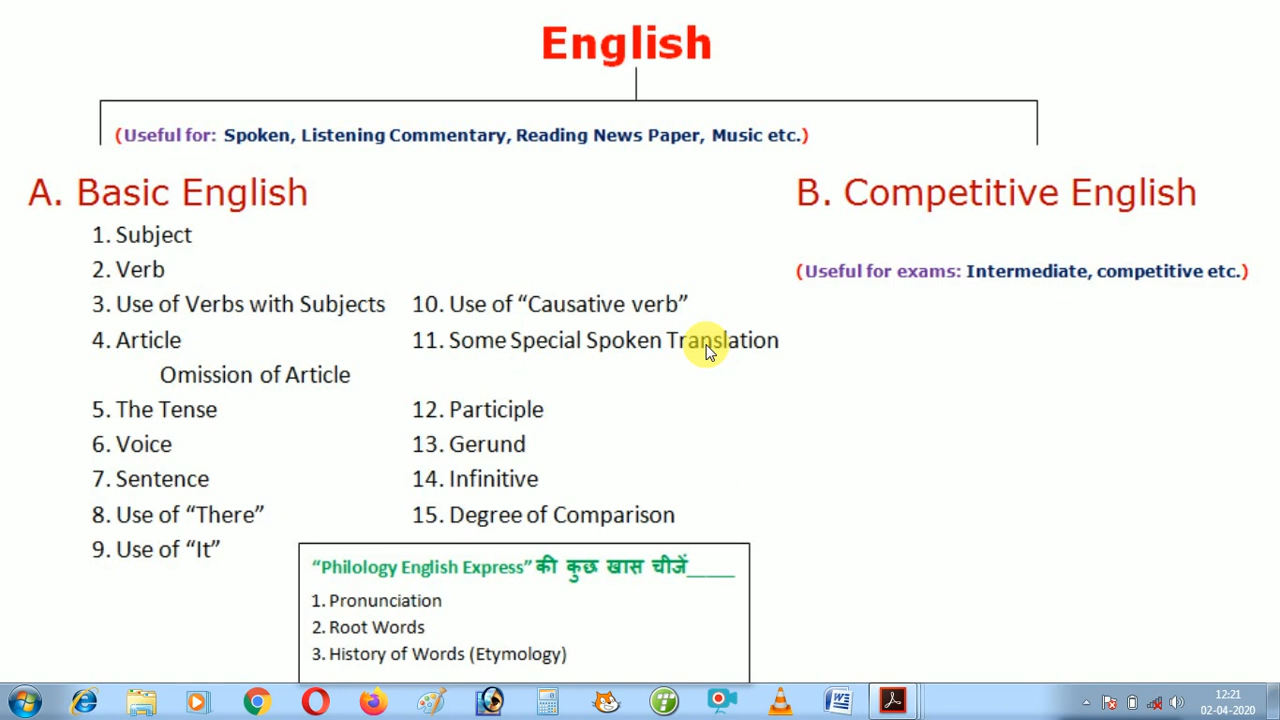 English
(Useful for: Spoken, Listening Commentary, Reading News Paper, Music etc.)
A. Basic English
1. Subject
2. Verb
3. Use of Verbs with Subjects
4. Article
Omission of Article
5. The Tense
6. Voice
7. Sentence
8. Use of “There”
9. Use of “It”
10. Use of “Causative verb”
11. Some Special Spoken Translation
12. Participle
13. Gerund
14. Infinitive
15. Degree of Comparison
B. Competitive English
(Useful for exams: Intermediate, competitive etc.)
“Philology English Express” की कुछ खास चीजें_____
1. Pronunciation
2. Root Words
3. History of Words (Etymology)
12:21
02-04-2020